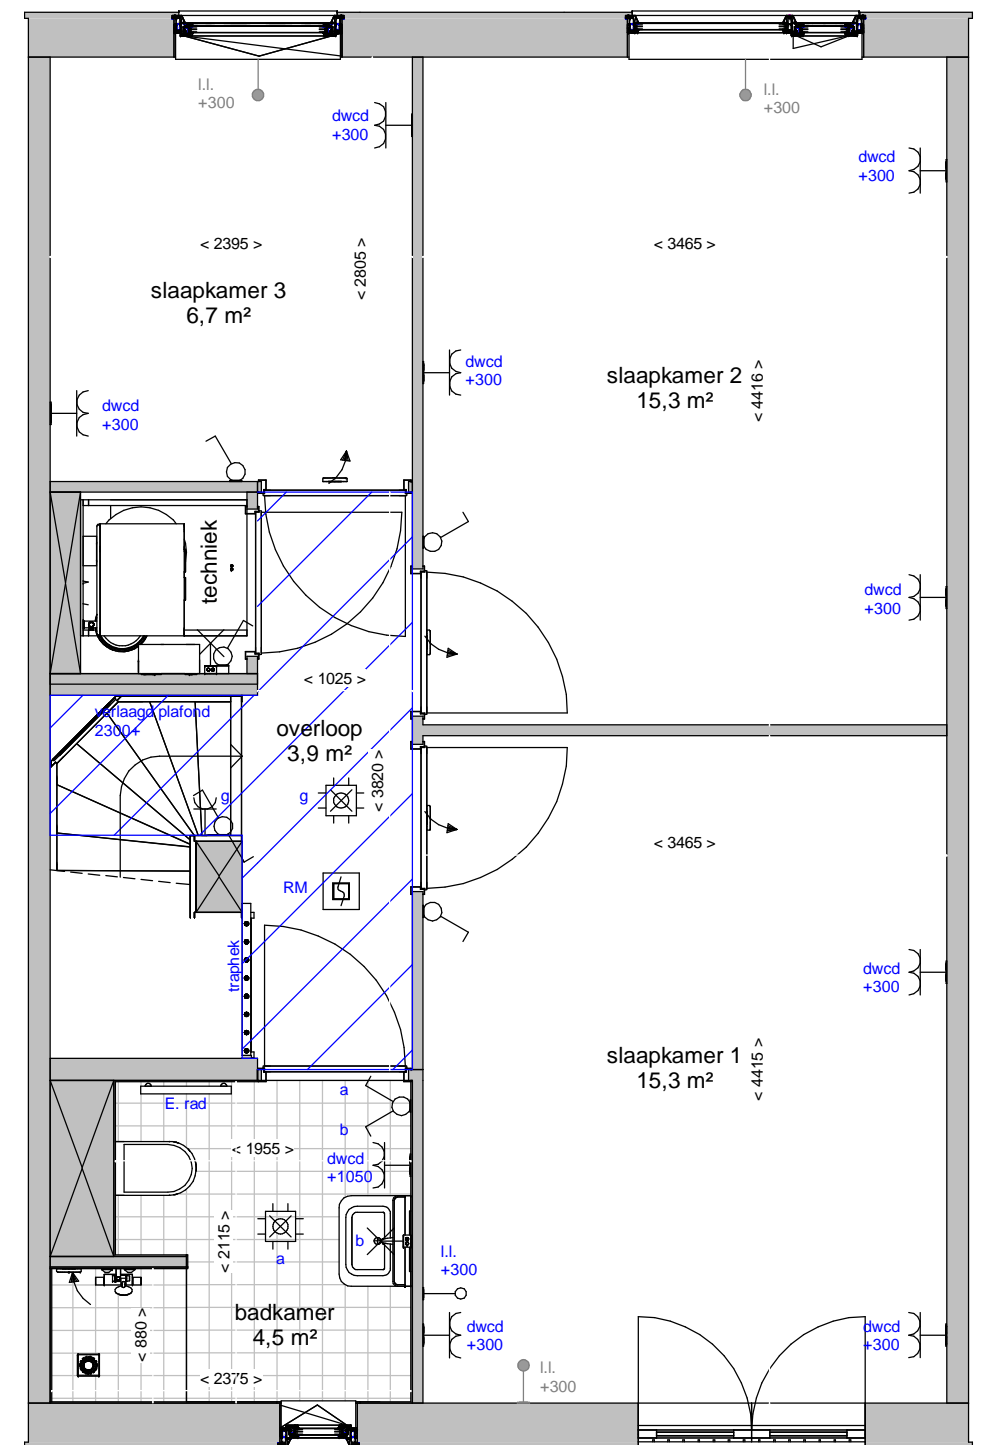 l.l.
+300
dwcd
+300
l.l.
+300
dwcd
+300
< 2395 >
< 2805 >
slaapkamer 3
6,7 m²
< 3465 >
dwcd
+300
slaapkamer 2
15,3 m²
< 4416 >
dwcd
+300
techniek
dwcd
+300
< 1025 >
verlaagd plafond
2300+
overloop
3,9 m²
< 3820 >
g
g
RM
traphek
< 3465 >
dwcd
+300
slaapkamer 1
15,3 m²
< 4415 >
E. rad
a
b
< 1955 >
dwcd
+1050
< 2115 >
b
a
l.l.
+300
badkamer
4,5 m²
< 880 >
< 2375 >
dwcd
+300
dwcd
+300
l.l.
+300